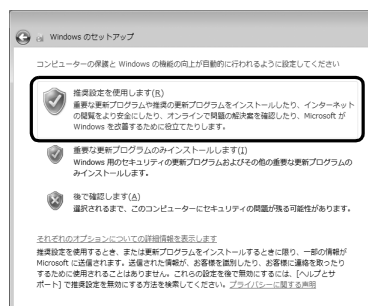 Windows のセットアップ
コンピューターの保護と Windows の機能の向上が自動的に行われるように設定してください
推奨設定を使用します(R)
重要な更新プログラムや推奨の更新プログラムをインストールしたり、インターネット
の閲覧をより安全にしたり、オンラインで問題の解決策を確認したり、Microsoft が
Windows を改善するために役立てたりします。
重要な更新プログラムのみインストールします(I)
Windows 用のセキュリティの更新プログラムおよびその他の重要な更新プログラムの
みインストールします。
後で確認します(A)
選択されるまで、このコンピューターにセキュリティの問題が残る可能性があります。
それぞれのオプションについての詳細情報を表示します
推奨設定を使用するとき、または更新プログラムをインストールするときに限り、一部の情報が
Microsoft に送信されます。送信された情報が、お客様を識別したり、お客様に連絡を取ったり
するために使用されることはありません。これらの設定を後で無効にするには、[ヘルプとサ
ポート] で推奨設定を無効にする方法を検索してください。プライバシーに関する声明